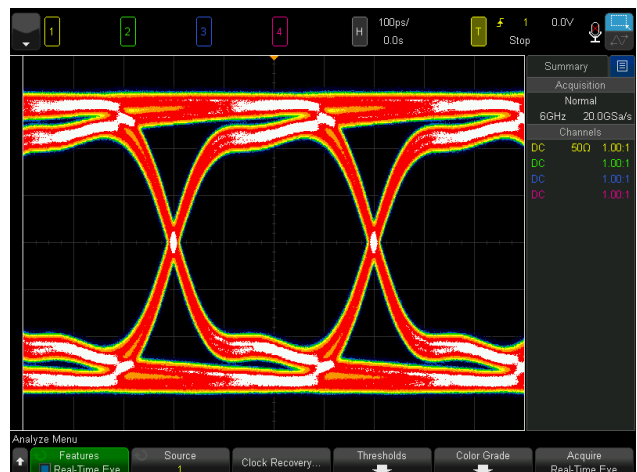 1 2 3 4 H 100ps/ 0.0s T 1 0.0V Stop
Summary
Acquisition
Normal
6GHz 20.0GSa/s
Channels
DC 50Ω 1.00:1
DC 1.00:1
DC 1.00:1
DC 1.00:1
Analyze Menu
Features Source Clock Recovery... Thresholds Color Grade Acquire
Real-Time Eye 1 Real-Time Eye